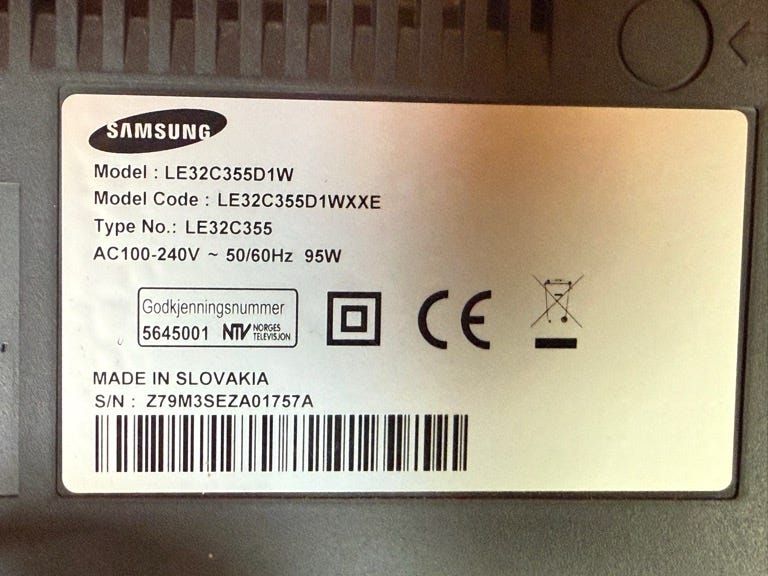 SAMSUNG
Model : LE32C355D1W
Model Code : LE32C355D1WXXE
Type No.: LE32C355
AC100-240V ~ 50/60Hz 95W
Godkjenningsnummer
5645001 NTV NORGES
TELEVISJON
CE
MADE IN SLOVAKIA
S/N : Z79M3SEZA01757A